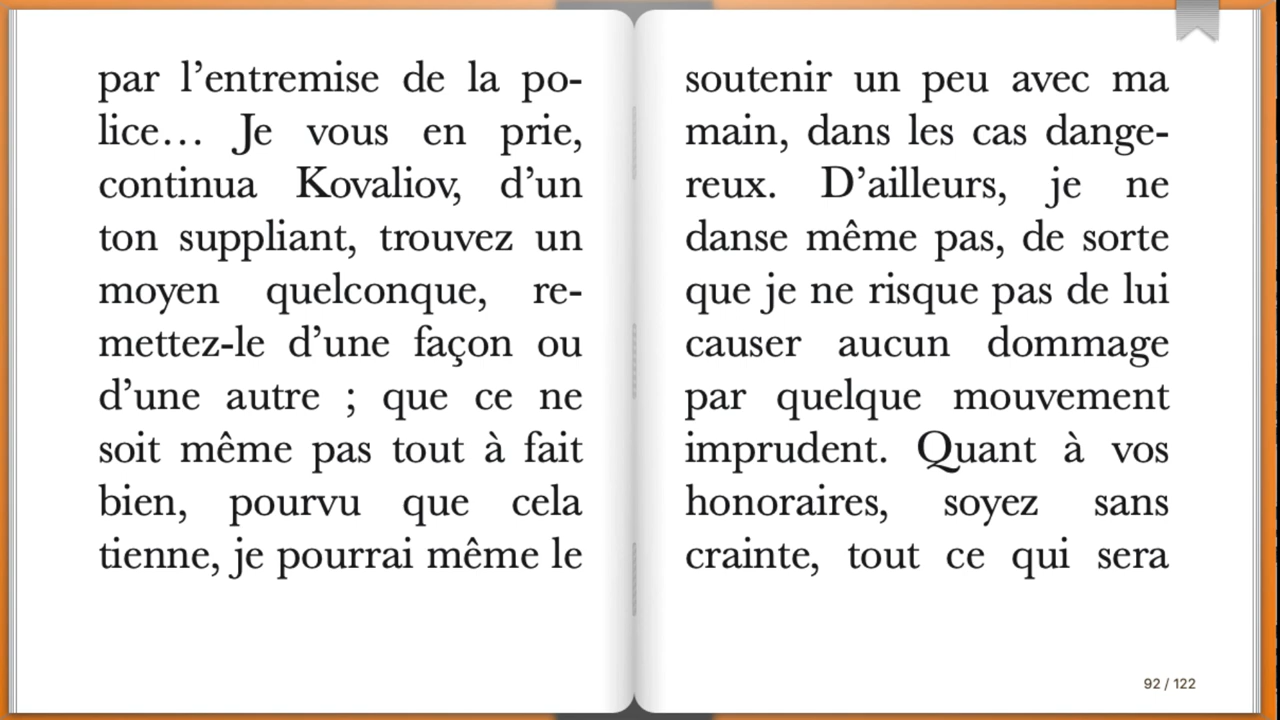 par l’entremise de la po-
lice… Je vous en prie,
continua Kovaliov, d’un
ton suppliant, trouvez un
moyen quelconque, re-
mettez-le d’une façon ou
d’une autre ; que ce ne
soit même pas tout à fait
bien, pourvu que cela
tienne, je pourrai même le
soutenir un peu avec ma
main, dans les cas dange-
reux. D’ailleurs, je ne
danse même pas, de sorte
que je ne risque pas de lui
causer aucun dommage
par quelque mouvement
imprudent. Quant à vos
honoraires, soyez sans
crainte, tout ce qui sera
92 / 122